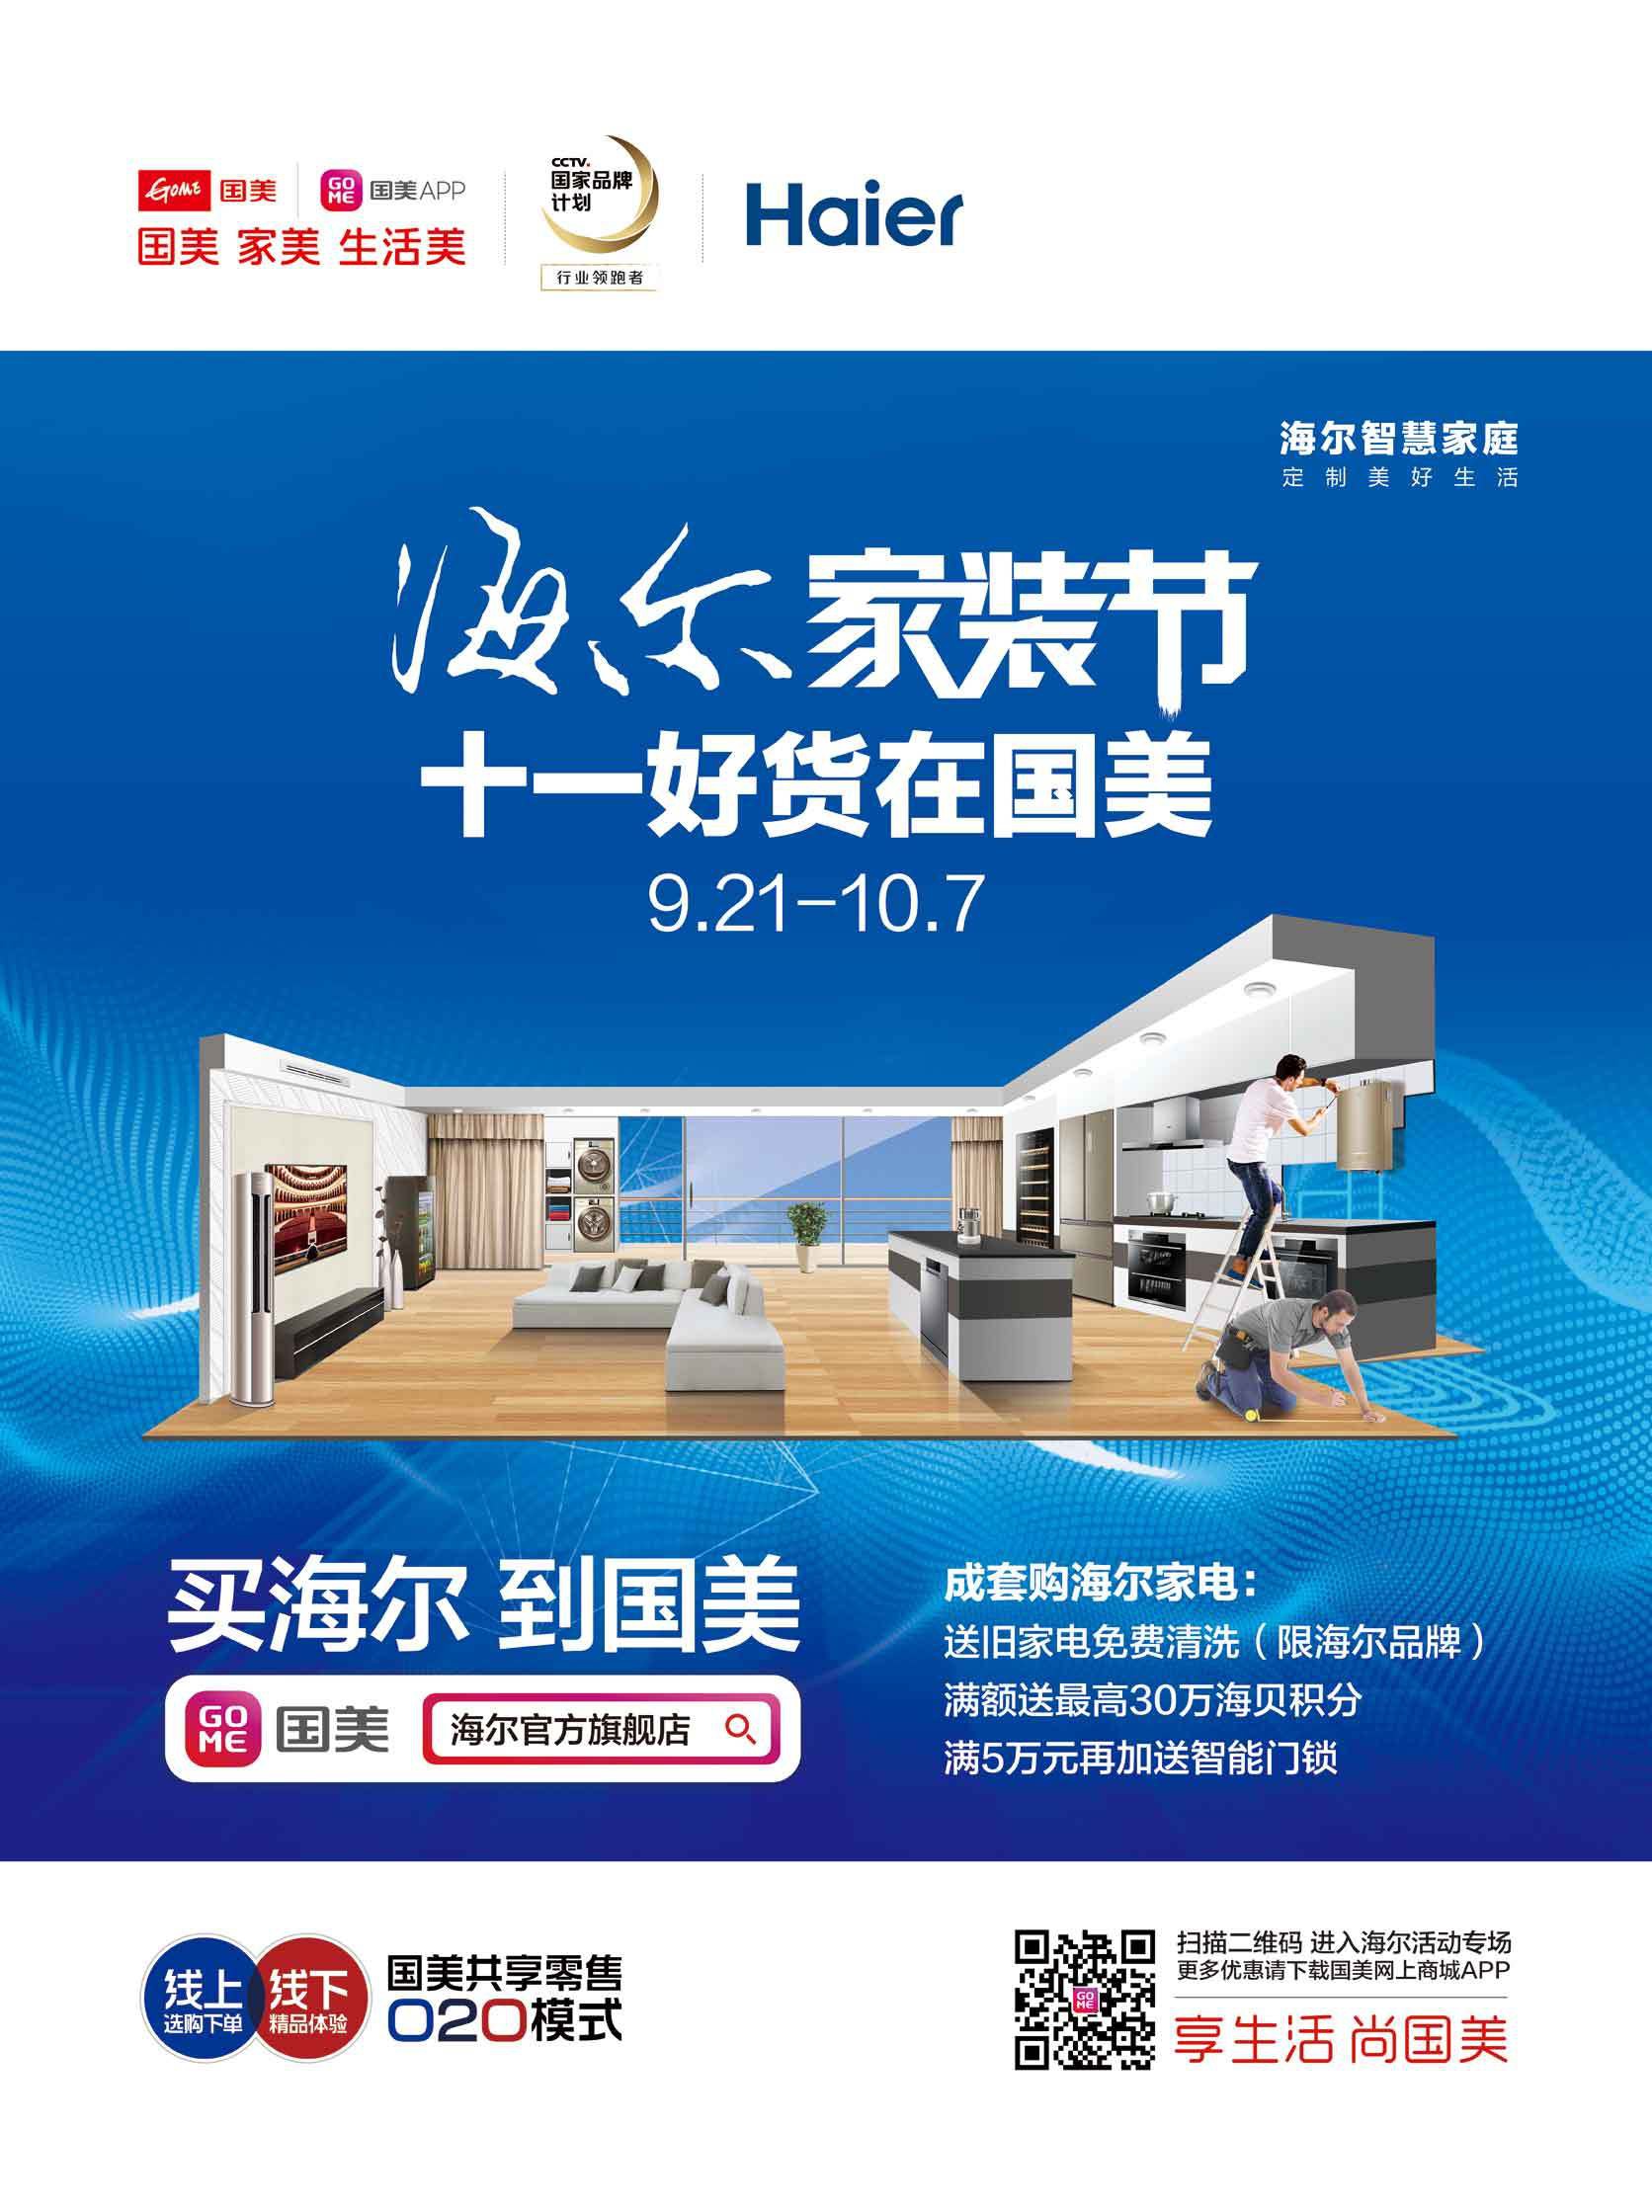 GOME 国美
GO ME 国美APP
国美 家美 生活美
CCTV.
国家品牌
计划
行业领跑者
Haier
海尔智慧家庭
定制美好生活
海尔家装节
十一好货在国美
9.21-10.7
买海尔 到国美
GO ME 国美 海尔官方旗舰店
成套购海尔家电：
送旧家电免费清洗（限海尔品牌）
满额送最高30万海贝积分
满5万元再加送智能门锁
线上
选购下单
线下
精品体验
国美共享零售
O2O模式
GO ME
扫描二维码 进入海尔活动专场
更多优惠请下载国美网上商城APP
享生活 尚国美